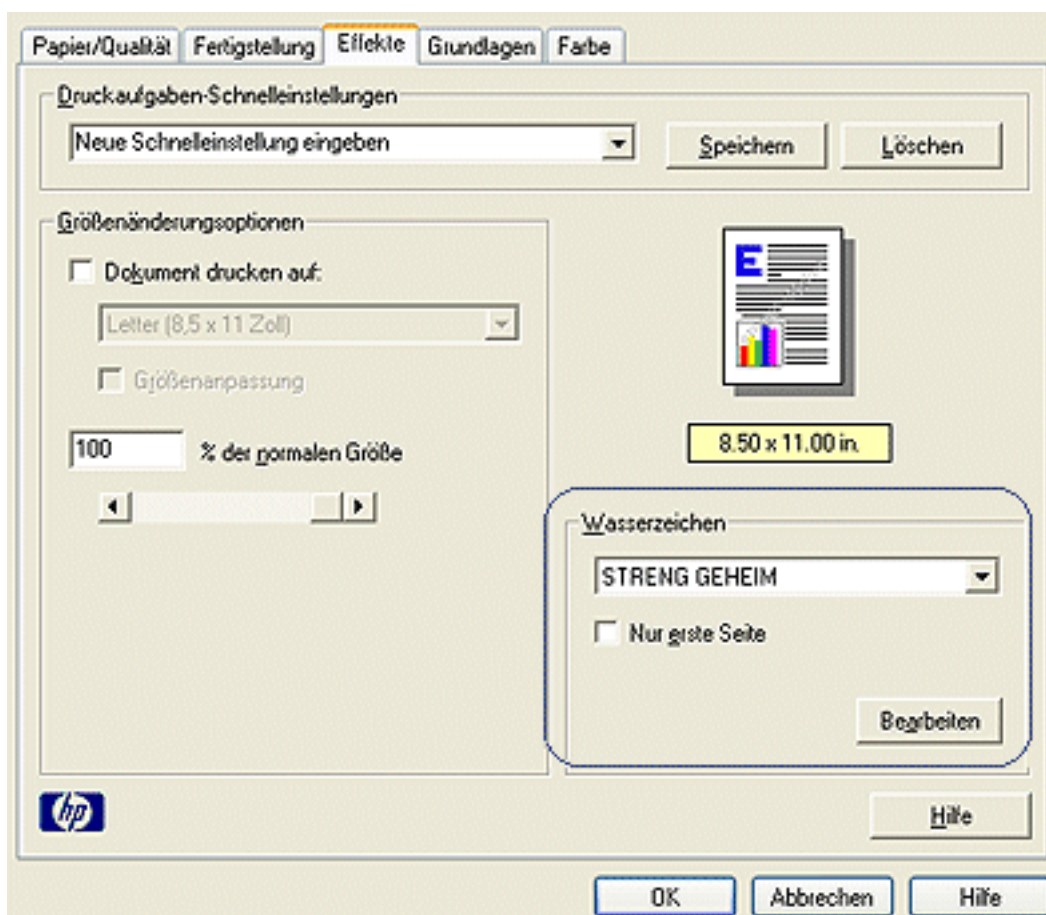 Papier/Qualität Fertigstellung Effekte Grundlagen Farbe
Druckaufgaben-Schnelleinstellungen
Neue Schnelleinstellung eingeben Speichern Löschen
Größenänderungsoptionen
Dokument drucken auf:
Letter (8,5 x 11 Zoll)
Größenanpassung
100 % der normalen Größe
E
8.50 x 11.00 in.
Wasserzeichen
STRENG GEHEIM
Nur erste Seite
Bearbeiten
hp
Hilfe
OK Abbrechen Hilfe